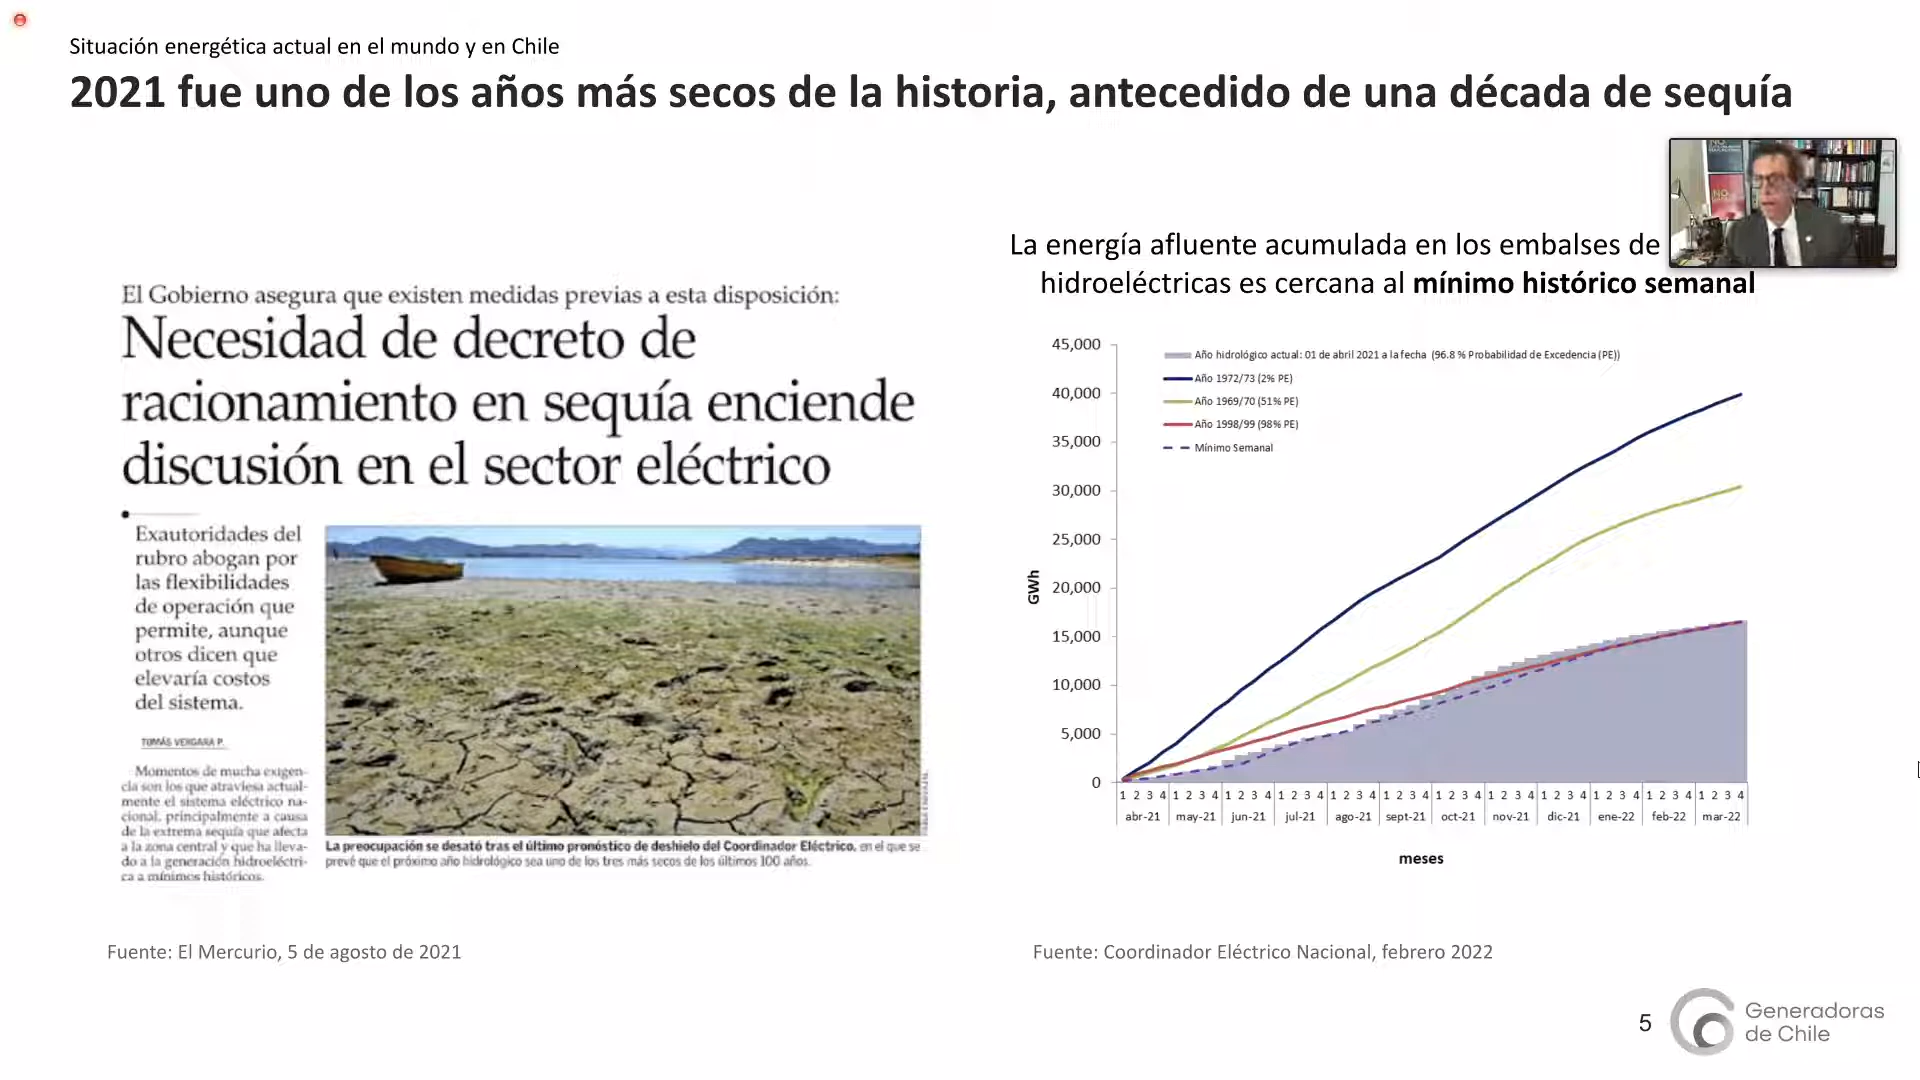 Situación energética actual en el mundo y en Chile
2021 fue uno de los años más secos de la historia, antecedido de una década de sequía
El Gobierno asegura que existen medidas previas a esta disposición:
Necesidad de decreto de
racionamiento en sequía enciende
discusión en el sector eléctrico
Exautoridades del
rubro abogan por
las flexibilidades
de operación que
permite, aunque
otros dicen que
elevaría costos
del sistema.
TOMÁS VERGARA P.
Momentos de mucha exigen-
cia son los que atraviesa actual-
mente el sistema eléctrico na-
cional, principalmente a causa
de la extrema sequía que afecta
a la zona central y que ha lleva-
do a la generación hidroeléctri-
ca a mínimos históricos.
La preocupación se desató tras el último pronóstico de deshielo del Coordinador Eléctrico, en el que se
prevé que el próximo año hidrológico sea uno de los tres más secos de los últimos 100 años.
Fuente: El Mercurio, 5 de agosto de 2021
La energía afluente acumulada en los embalses de
hidroeléctricas es cercana al mínimo histórico semanal
45,000
40,000
35,000
30,000
25,000
20,000
15,000
10,000
5,000
0
GWh
Año hidrológico actual: 01 de abril 2021 a la fecha (96.8 % Probabilidad de Excedencia (PE))
Año 1972/73 (2% PE)
Año 1969/70 (51% PE)
Año 1998/99 (98% PE)
Mínimo Semanal
1 2 3 4 1 2 3 4 1 2 3 4 1 2 3 4 1 2 3 4 1 2 3 4 1 2 3 4 1 2 3 4 1 2 3 4 1 2 3 4 1 2 3 4 1 2 3 4
abr-21 may-21 jun-21 jul-21 ago-21 sept-21 oct-21 nov-21 dic-21 ene-22 feb-22 mar-22
meses
Fuente: Coordinador Eléctrico Nacional, febrero 2022
5
Generadoras
de Chile